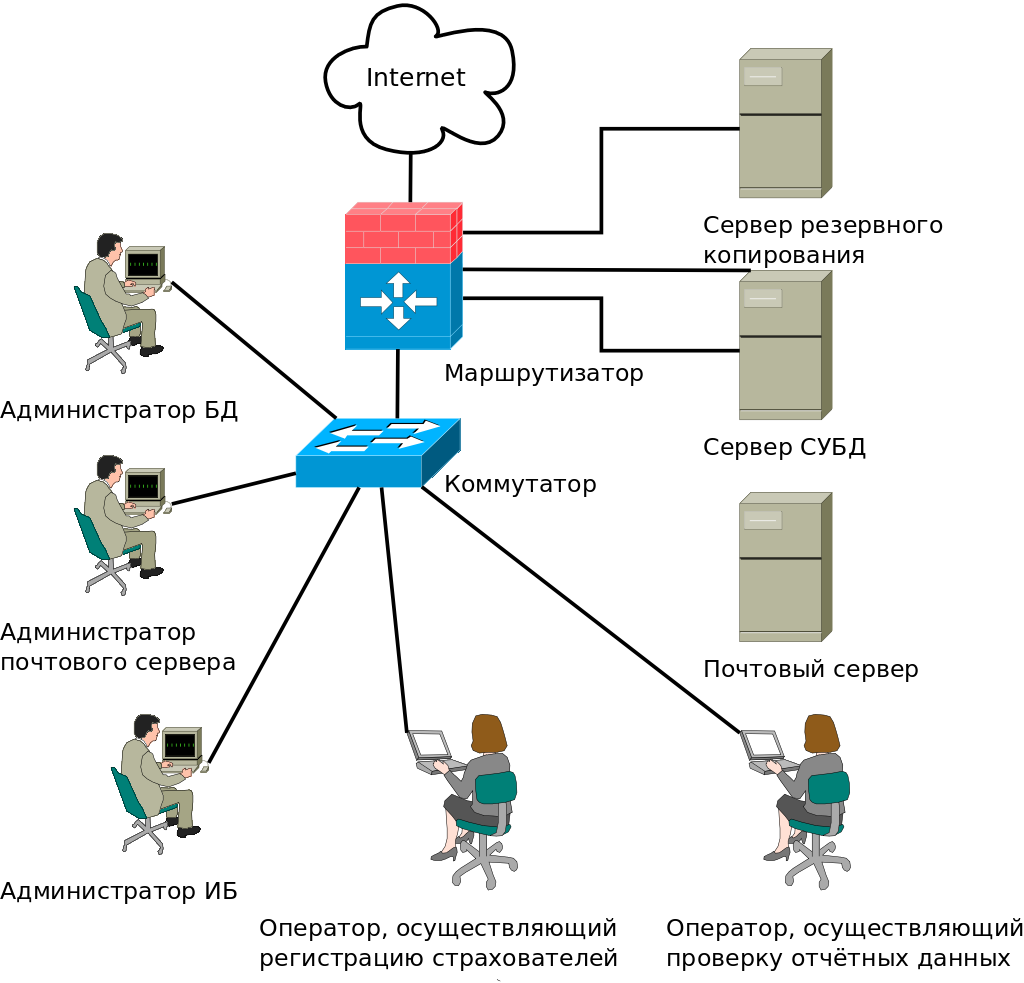 Internet
Сервер резервного
копирования
Маршрутизатор
Администратор БД
Сервер СУБД
Коммутатор
Администратор
почтового сервера
Почтовый сервер
Администратор ИБ
Оператор, осуществляющий
регистрацию страхователей
Оператор, осуществляющий
проверку отчётных данных